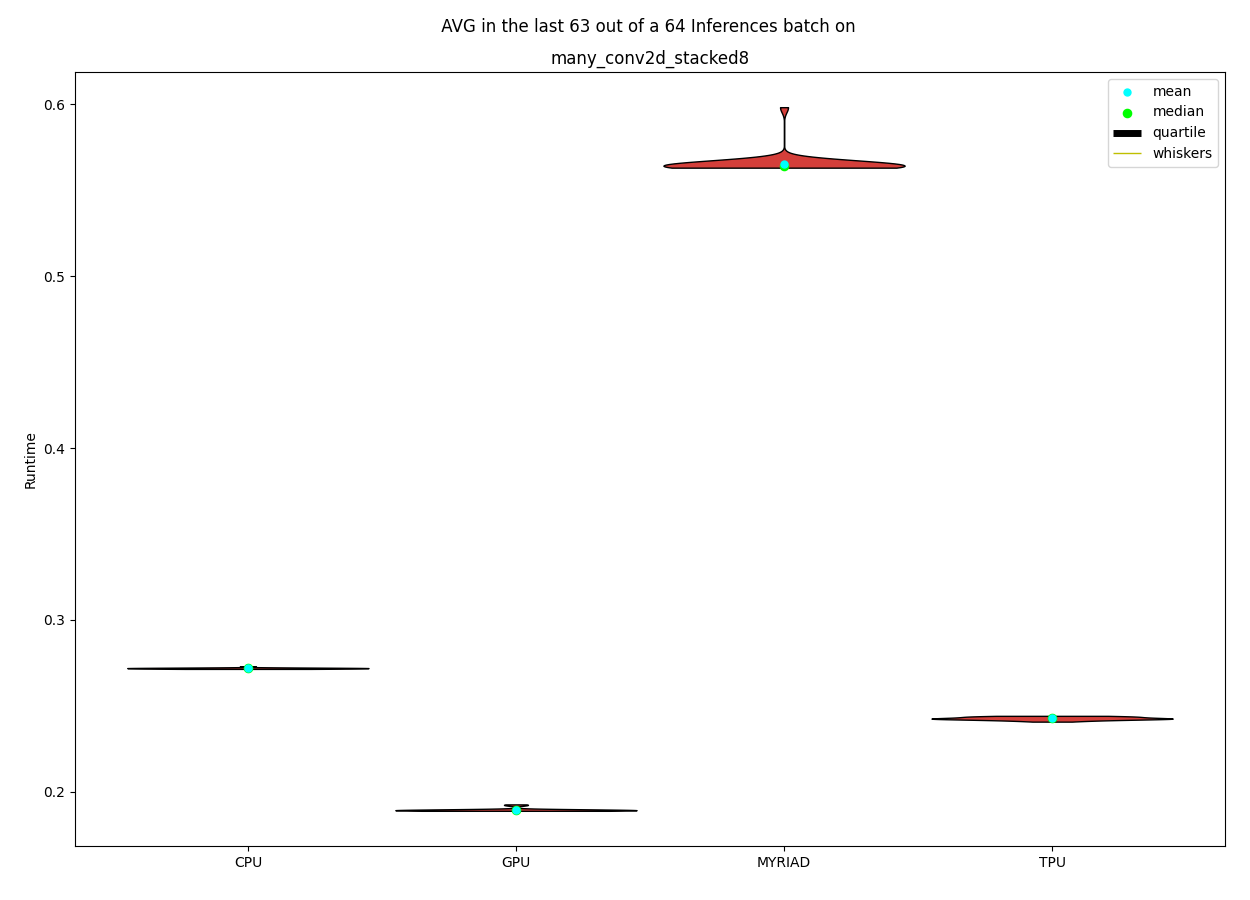 AVG in the last 63 out of a 64 Inferences batch on
many_conv2d_stacked8
mean
median
quartile
whiskers
Runtime
0.6
0.5
0.4
0.3
0.2
CPU
GPU
MYRIAD
TPU